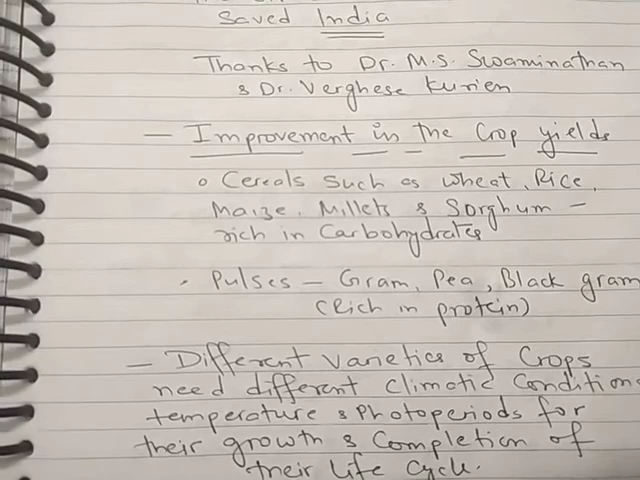 Saved India
Thanks to Dr. M.S. Swaminathan
& Dr. Verghese Kurien
– Improvement in the Crop yields
o Cereals such as wheat, Rice,
Maize, Millets & Sorghum –
rich in Carbohydrates
• Pulses – Gram, Pea, Black gram
(Rich in protein)
– Different varieties of Crops
need different climatic Condition
temperature & Photoperiods for
their growth & Completion of
their life Cycle.